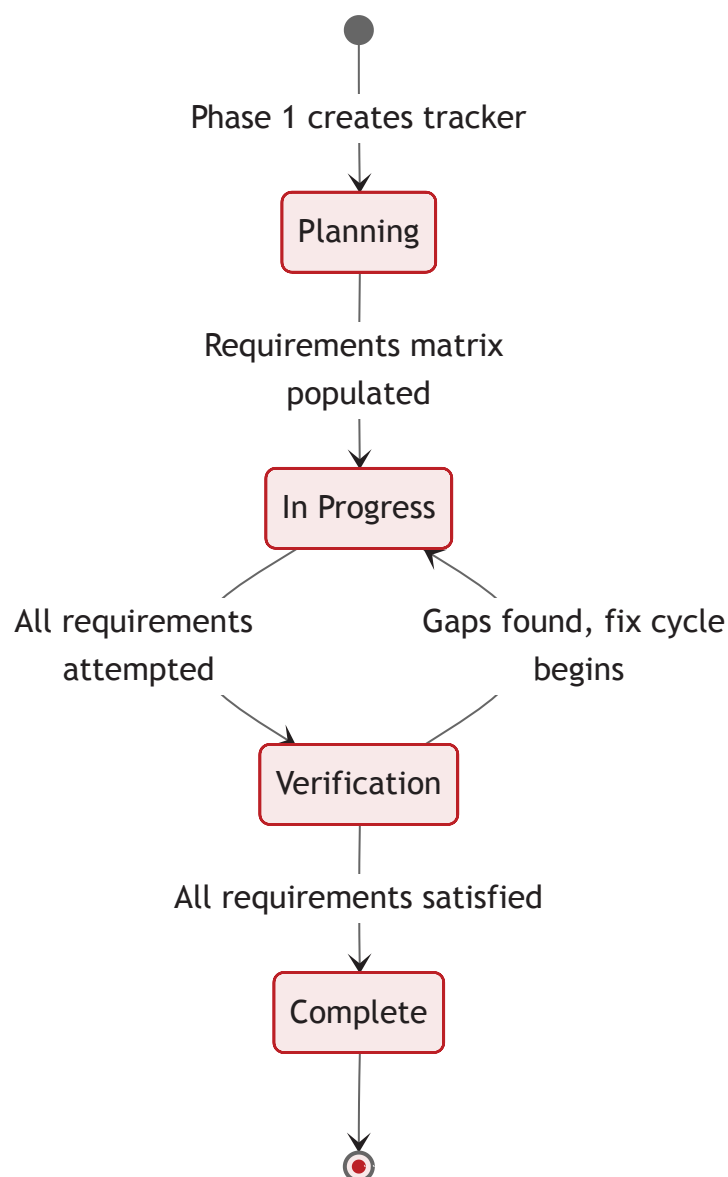 Phase 1 creates tracker
Planning
Requirements matrix
populated
In Progress
All requirements
attempted
Gaps found, fix cycle
begins
Verification
All requirements satisfied
Complete